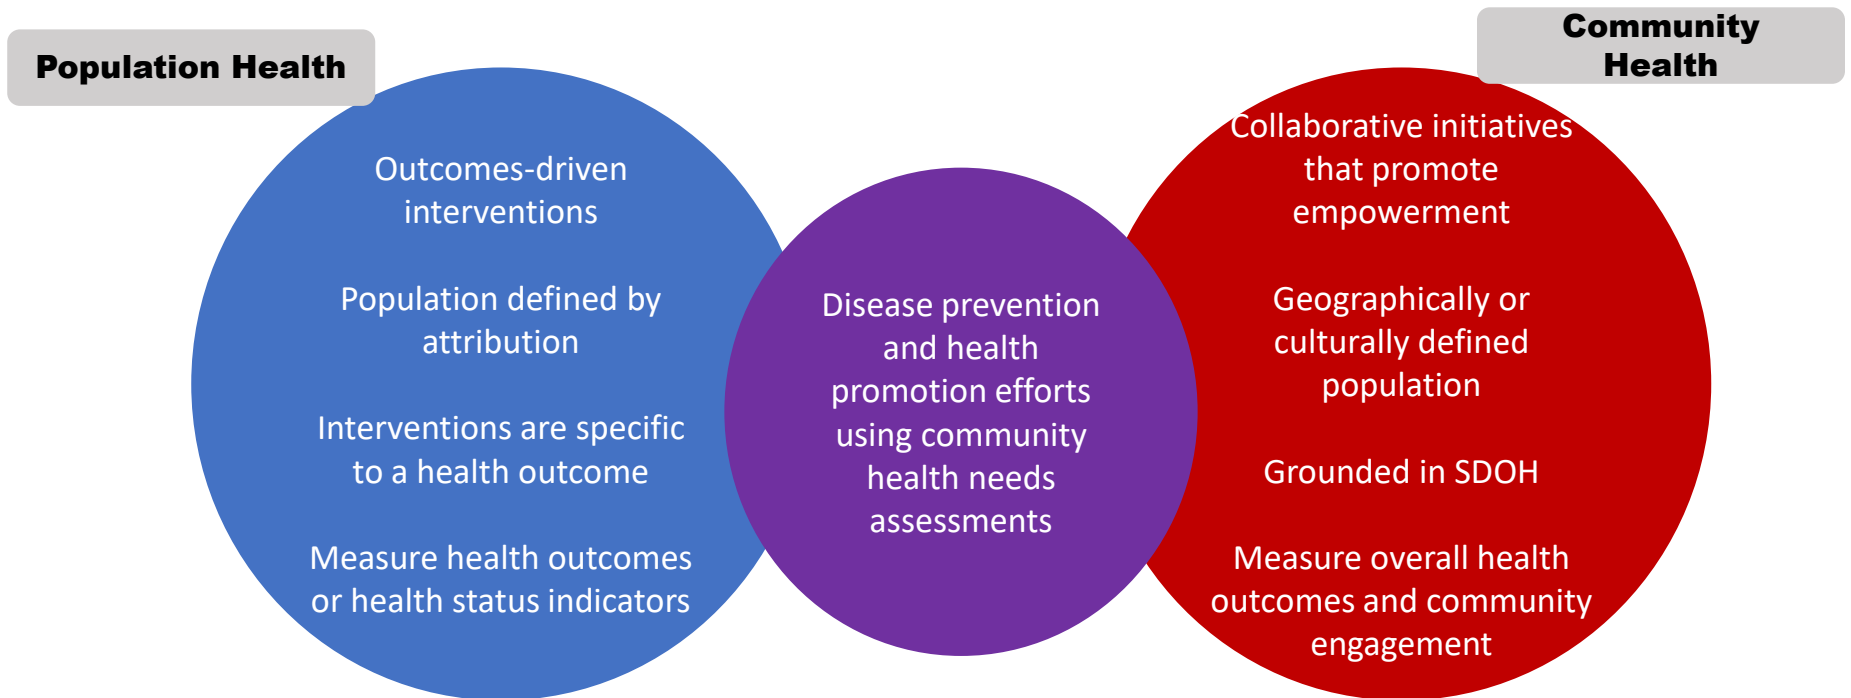 Population Health
Outcomes-driven
interventions
Population defined by
attribution
Interventions are specific
to a health outcome
Measure health outcomes
or health status indicators
Disease prevention
and health
promotion efforts
using community
health needs
assessments
Community
Health
Collaborative initiatives
that promote
empowerment
Geographically or
culturally defined
population
Grounded in SDOH
Measure overall health
outcomes and community
engagement